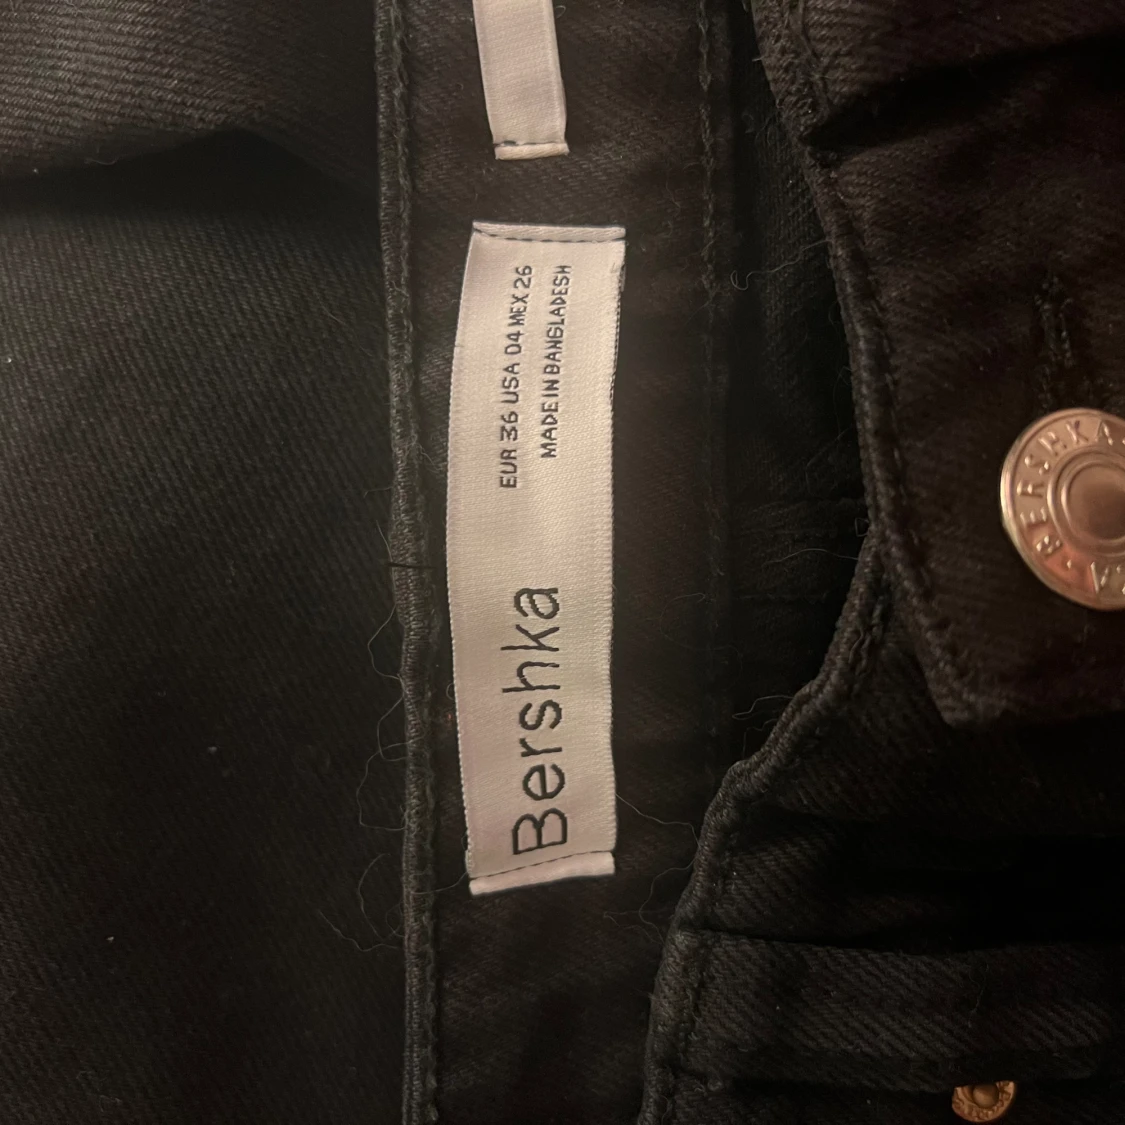 Bershka
EUR 36 USA 04 MEX 26
MADE IN BANGLADESH
BERSHKA